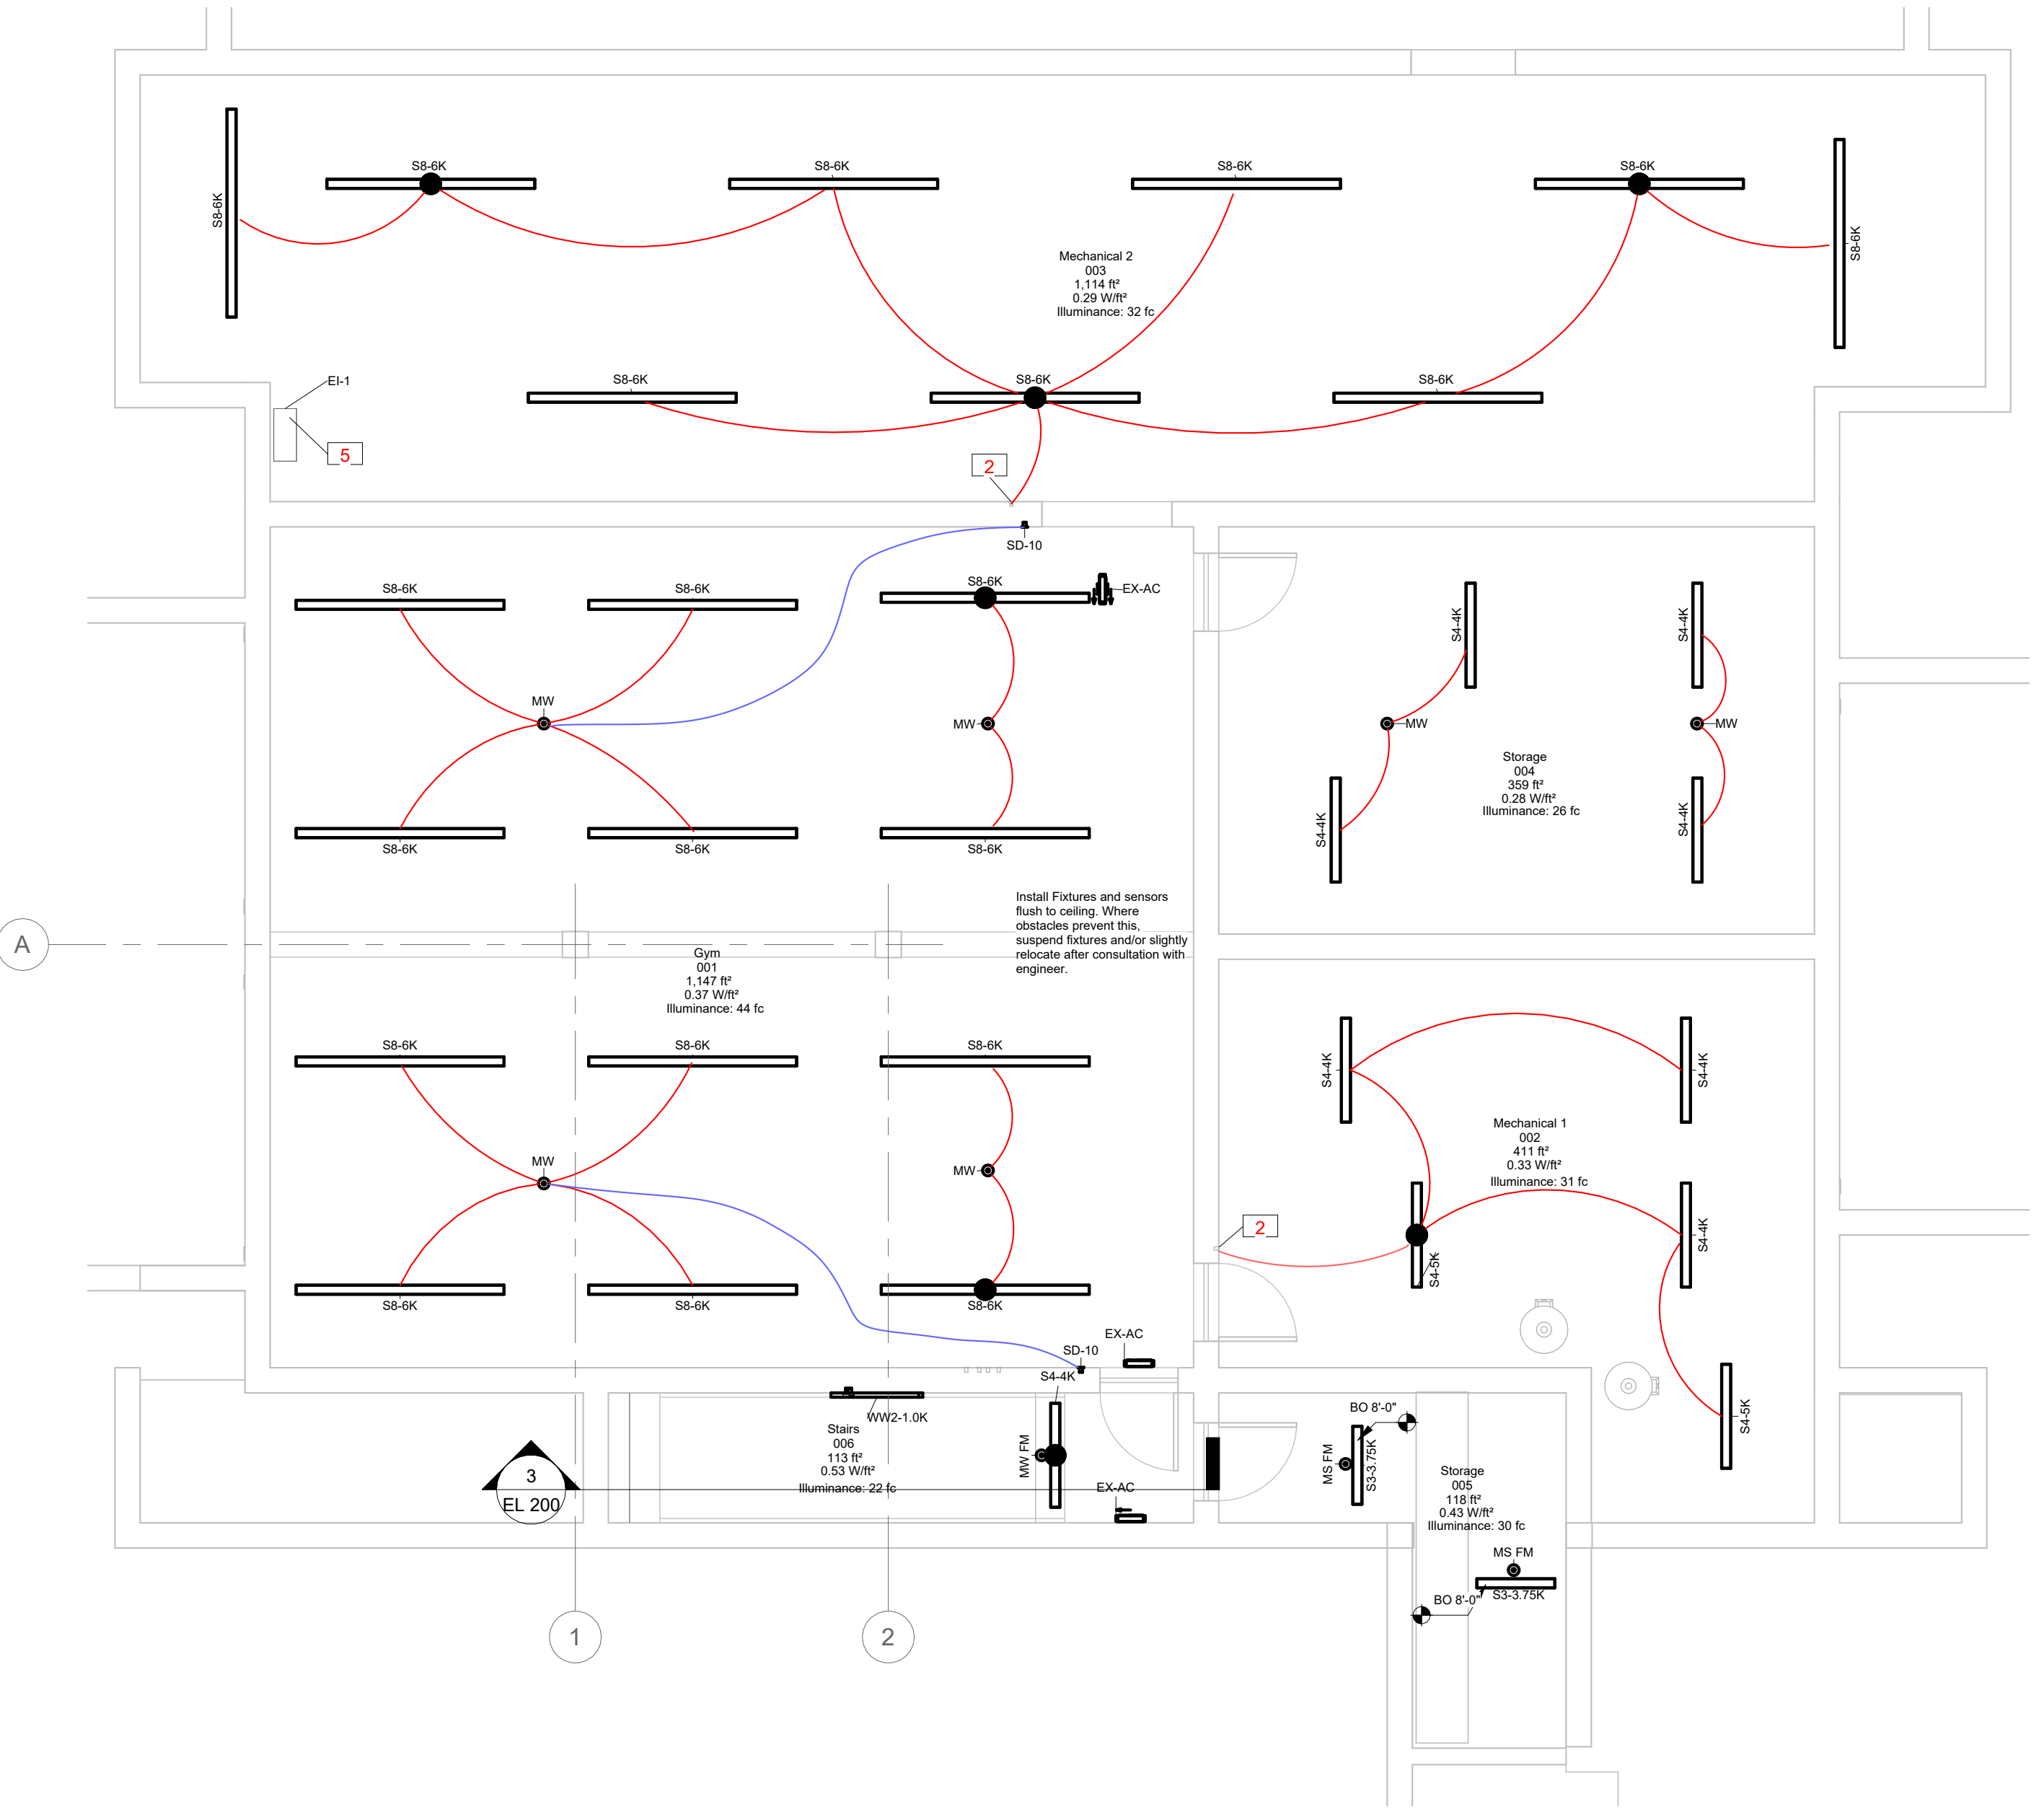 S8-6K
S8-6K
S8-6K
S8-6K
S8-6K
S8-6K
Mechanical 2
003
1,114 ft²
0.29 W/ft²
Illuminance: 32 fc
EI-1
S8-6K
S8-6K
S8-6K
5
2
SD-10
S8-6K
S8-6K
S8-6K
EX-AC
MW
MW
S8-6K
S8-6K
S8-6K
S4-4K
S4-4K
MW
MW
Storage
004
359 ft²
0.28 W/ft²
Illuminance: 26 fc
S4-4K
S4-4K
Install Fixtures and sensors
flush to ceiling. Where
obstacles prevent this,
suspend fixtures and/or slightly
relocate after consultation with
engineer.
A
Gym
001
1,147 ft²
0.37 W/ft²
Illuminance: 44 fc
S8-6K
S8-6K
S8-6K
MW
MW
S8-6K
S8-6K
S8-6K
S4-4K
S4-4K
Mechanical 1
002
411 ft²
0.33 W/ft²
Illuminance: 31 fc
2
S4-4K
S4-5K
S4-5K
EX-AC
SD-10
S4-4K
WW2-1.0K
Stairs
006
113 ft²
0.53 W/ft²
Illuminance: 22 fc
MW FM
EX-AC
3
EL 200
BO 8'-0"
MS FM
S3-3.75K
Storage
005
118 ft²
0.43 W/ft²
Illuminance: 30 fc
MS FM
S3-3.75K
BO 8'-0"
1
2